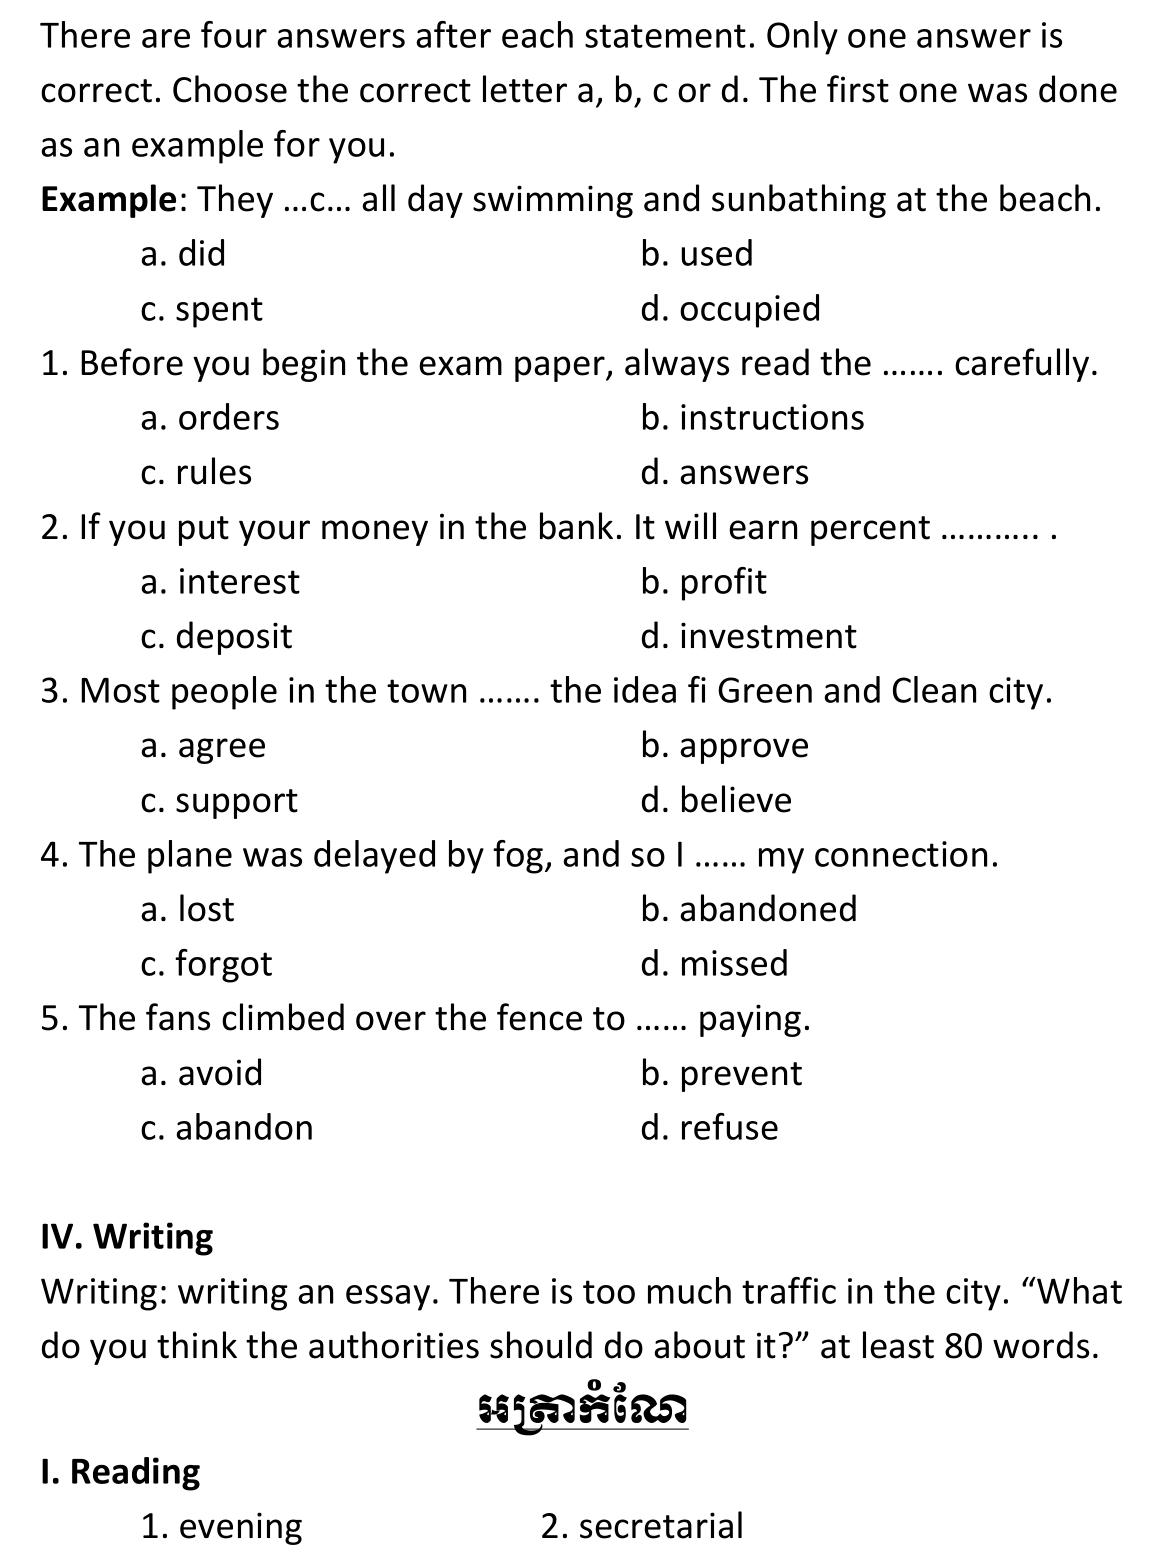 There are four answers after each statement. Only one answer is
correct. Choose the correct letter a, b, c or d. The first one was done
as an example for you.
Example: They ...c... all day swimming and sunbathing at the beach.
a. did b. used
c. spent d. occupied
1. Before you begin the exam paper, always read the ....... carefully.
a. orders b. instructions
c. rules d. answers
2. If you put your money in the bank. It will earn percent ........... .
a. interest b. profit
c. deposit d. investment
3. Most people in the town ....... the idea fi Green and Clean city.
a. agree b. approve
c. support d. believe
4. The plane was delayed by fog, and so I ...... my connection.
a. lost b. abandoned
c. forgot d. missed
5. The fans climbed over the fence to ...... paying.
a. avoid b. prevent
c. abandon d. refuse
IV. Writing
Writing: writing an essay. There is too much traffic in the city. “What
do you think the authorities should do about it?” at least 80 words.
អត្រាកំណែ
I. Reading
1. evening 2. secretarial